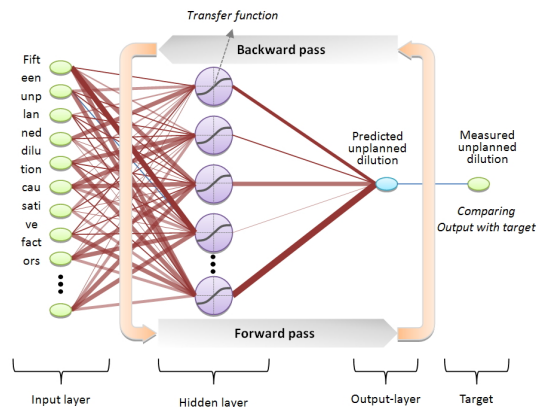 Transfer function
Backward pass
Fift
een
unp
lan
ned
dilu
tion
cau
sati
ve
fact
ors
Predicted
unplanned
dilution
Measured
unplanned
dilution
Comparing
Output with target
Forward pass
Input layer
Hidden layer
Output-layer
Target